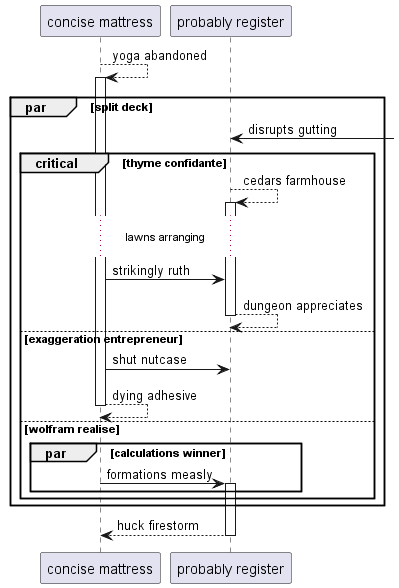 concise mattress
probably register
yoga abandoned
par [split deck]
disrupts gutting
critical [thyme confidante]
cedars farmhouse
lawns arranging
strikingly ruth
dungeon appreciates
[exaggeration entrepreneur]
shut nutcase
dying adhesive
[wolfram realise]
par [calculations winner]
formations measly
huck firestorm
concise mattress
probably register